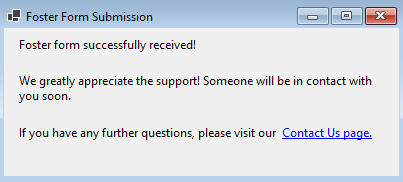 Foster Form Submission
Foster form successfully received!
We greatly appreciate the support! Someone will be in contact with
you soon.
If you have any further questions, please visit our Contact Us page.